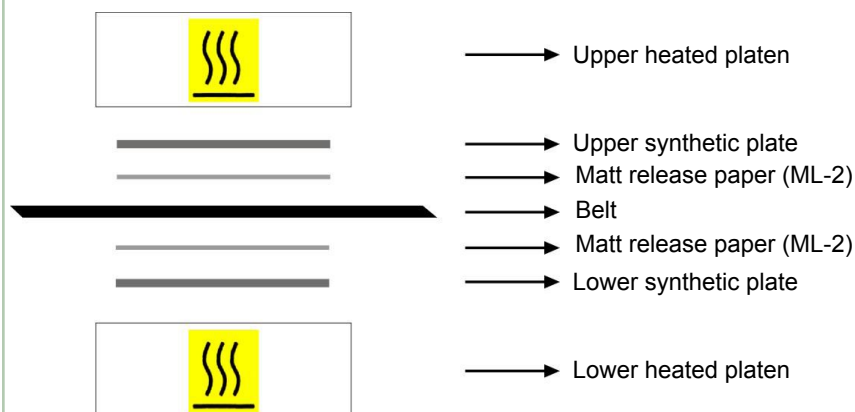 Upper heated platen
Upper synthetic plate
Matt release paper (ML-2)
Belt
Matt release paper (ML-2)
Lower synthetic plate
Lower heated platen